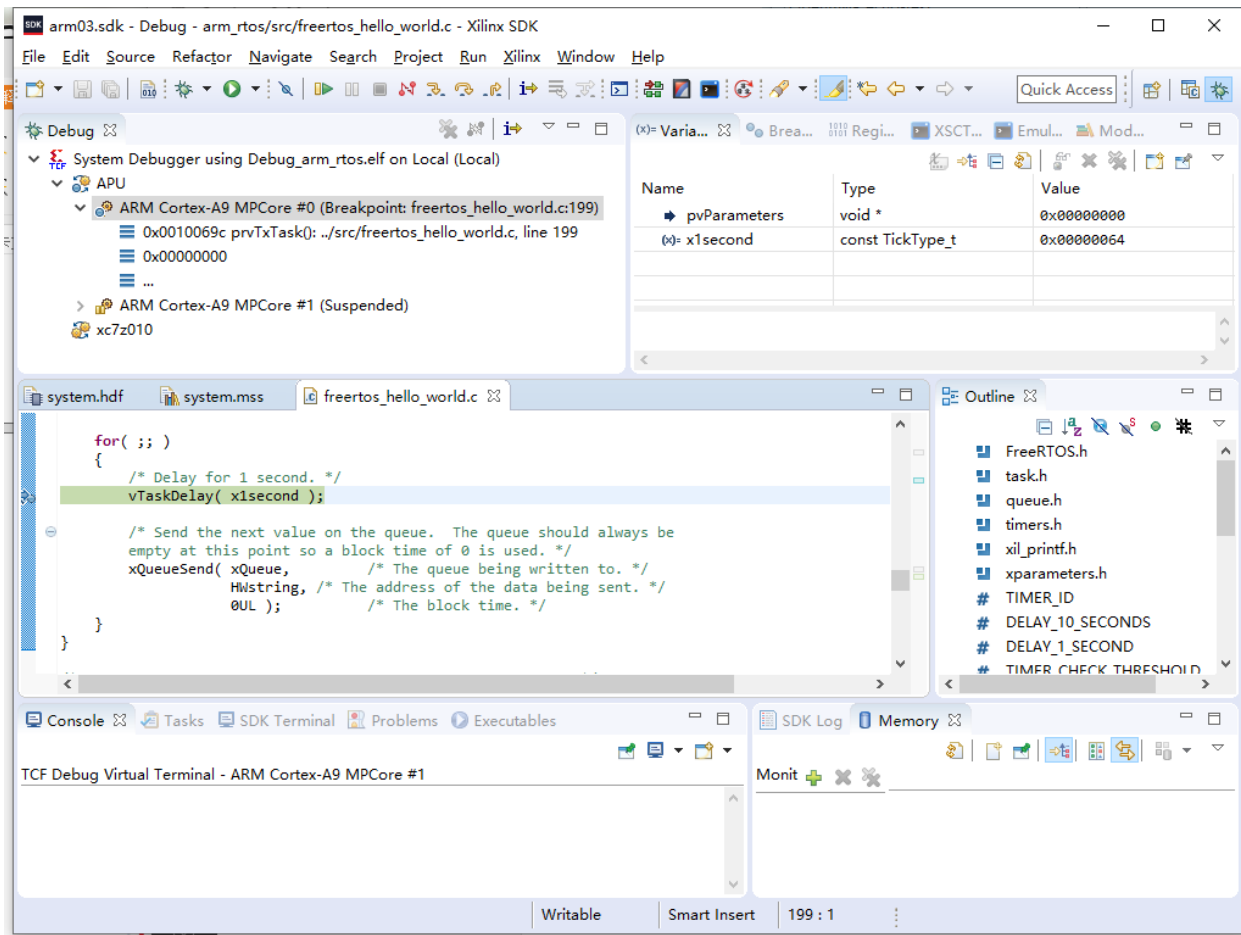 SDK arm03.sdk - Debug - arm_rtos/src/freertos_hello_world.c - Xilinx SDK
File Edit Source Refactor Navigate Search Project Run Xilinx Window Help
Quick Access
Debug
System Debugger using Debug_arm_rtos.elf on Local (Local)
APU
ARM Cortex-A9 MPCore #0 (Breakpoint: freertos_hello_world.c:199)
0x0010069c prvTxTask(): ../src/freertos_hello_world.c, line 199
0x00000000
...
ARM Cortex-A9 MPCore #1 (Suspended)
xc7z010
(x)= Varia... Brea... Regi... XSCT... Emul... Mod...
Name Type Value
pvParameters void * 0x00000000
(x)= x1second const TickType_t 0x00000064
system.hdf system.mss freertos_hello_world.c
for( ;; )
{
/* Delay for 1 second. */
vTaskDelay( x1second );
/* Send the next value on the queue.  The queue should always be
empty at this point so a block time of 0 is used. */
xQueueSend( xQueue, /* The queue being written to. */
HWstring, /* The address of the data being sent. */
0UL ); /* The block time. */
}
}
Outline
FreeRTOS.h
task.h
queue.h
timers.h
xil_printf.h
xparameters.h
# TIMER_ID
# DELAY_10_SECONDS
# DELAY_1_SECOND
# TIMER_CHECK_THRESHOLD
Console Tasks SDK Terminal Problems Executables
TCF Debug Virtual Terminal - ARM Cortex-A9 MPCore #1
SDK Log Memory
Monit
Writable Smart Insert 199 : 1